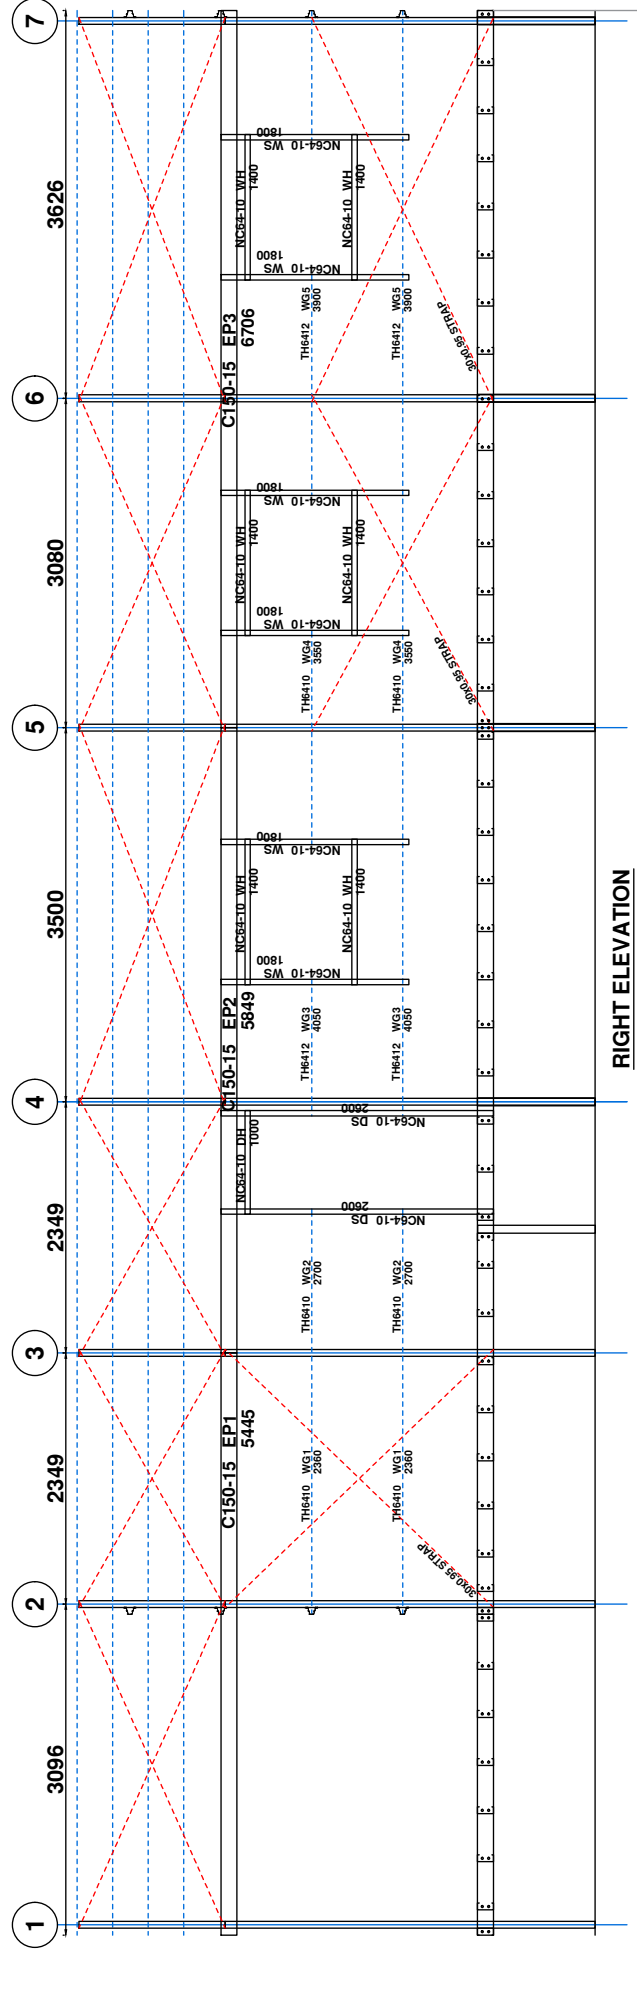 1
2
3
4
5
6
7
3096
2349
2349
3500
3080
3626
C150-15 EP1
5445
C150-15 EP2
5849
C150-15 EP3
6706
TH6410 WG1
2360
TH6410 WG1
2360
30x0.95 STRAP
TH6410 WG2
2700
TH6410 WG2
2700
NC64-10 DS
2600
NC64-10 DH
1000
NC64-10 DS
2600
TH6412 WG3
4050
TH6412 WG3
4050
NC64-10 WS
1800
NC64-10 WH
1400
NC64-10 WH
1400
NC64-10 WS
1800
TH6410 WG4
3550
TH6410 WG4
3550
30x0.95 STRAP
NC64-10 WS
1800
NC64-10 WH
1400
NC64-10 WH
1400
NC64-10 WS
1800
TH6412 WG5
3900
TH6412 WG5
3900
30x0.95 STRAP
NC64-10 WS
1800
NC64-10 WH
1400
NC64-10 WH
1400
NC64-10 WS
1800
RIGHT ELEVATION